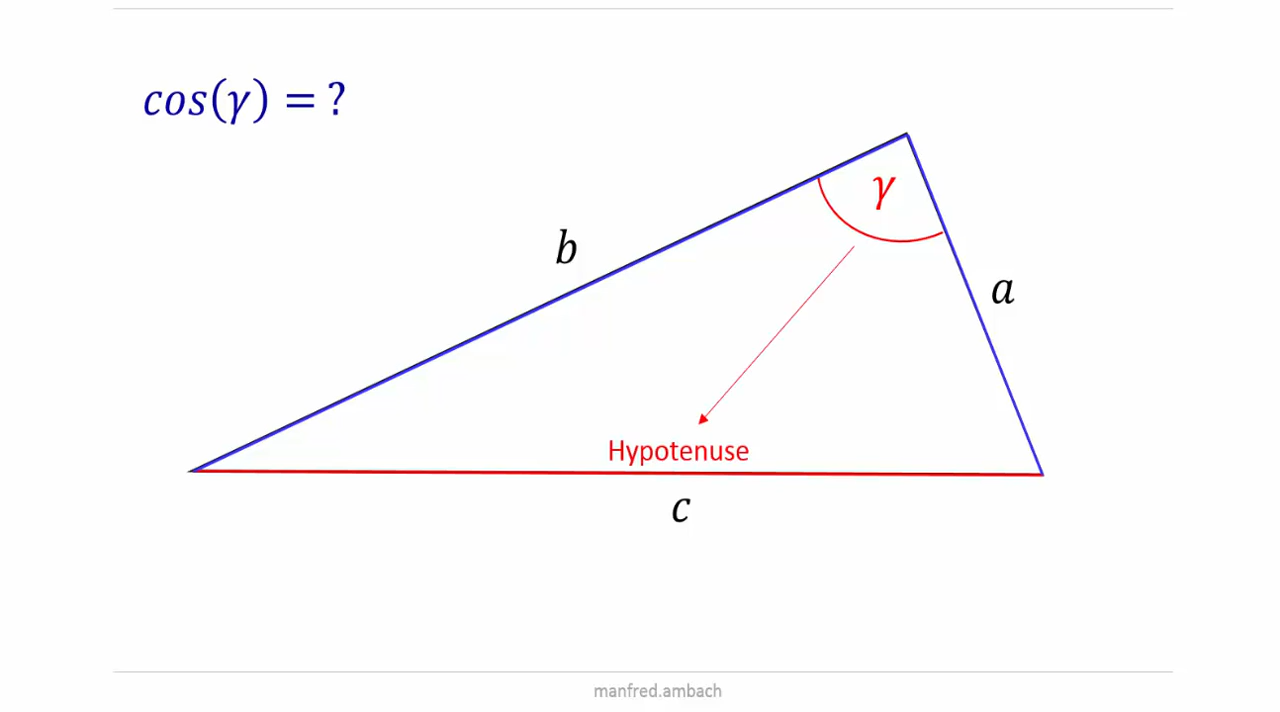 cos(γ) = ?
γ
b
a
Hypotenuse
c
manfred.ambach